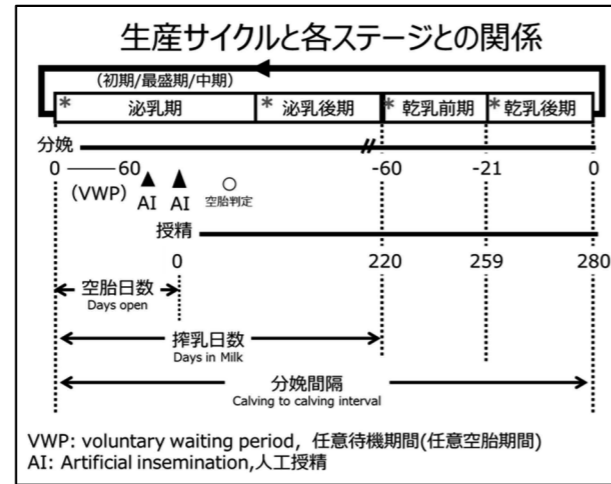 生産サイクルと各ステージとの関係
(初期/最盛期/中期)
* 泌乳期 * 泌乳後期 * 乾乳前期 * 乾乳後期
分娩
0 60 -60 -21 0
(VWP) AI AI 空胎判定
授精
0 220 259 280
空胎日数
Days open
搾乳日数
Days in Milk
分娩間隔
Calving to calving interval
VWP: voluntary waiting period, 任意待機期間(任意空胎期間)
AI: Artificial insemination,人工授精